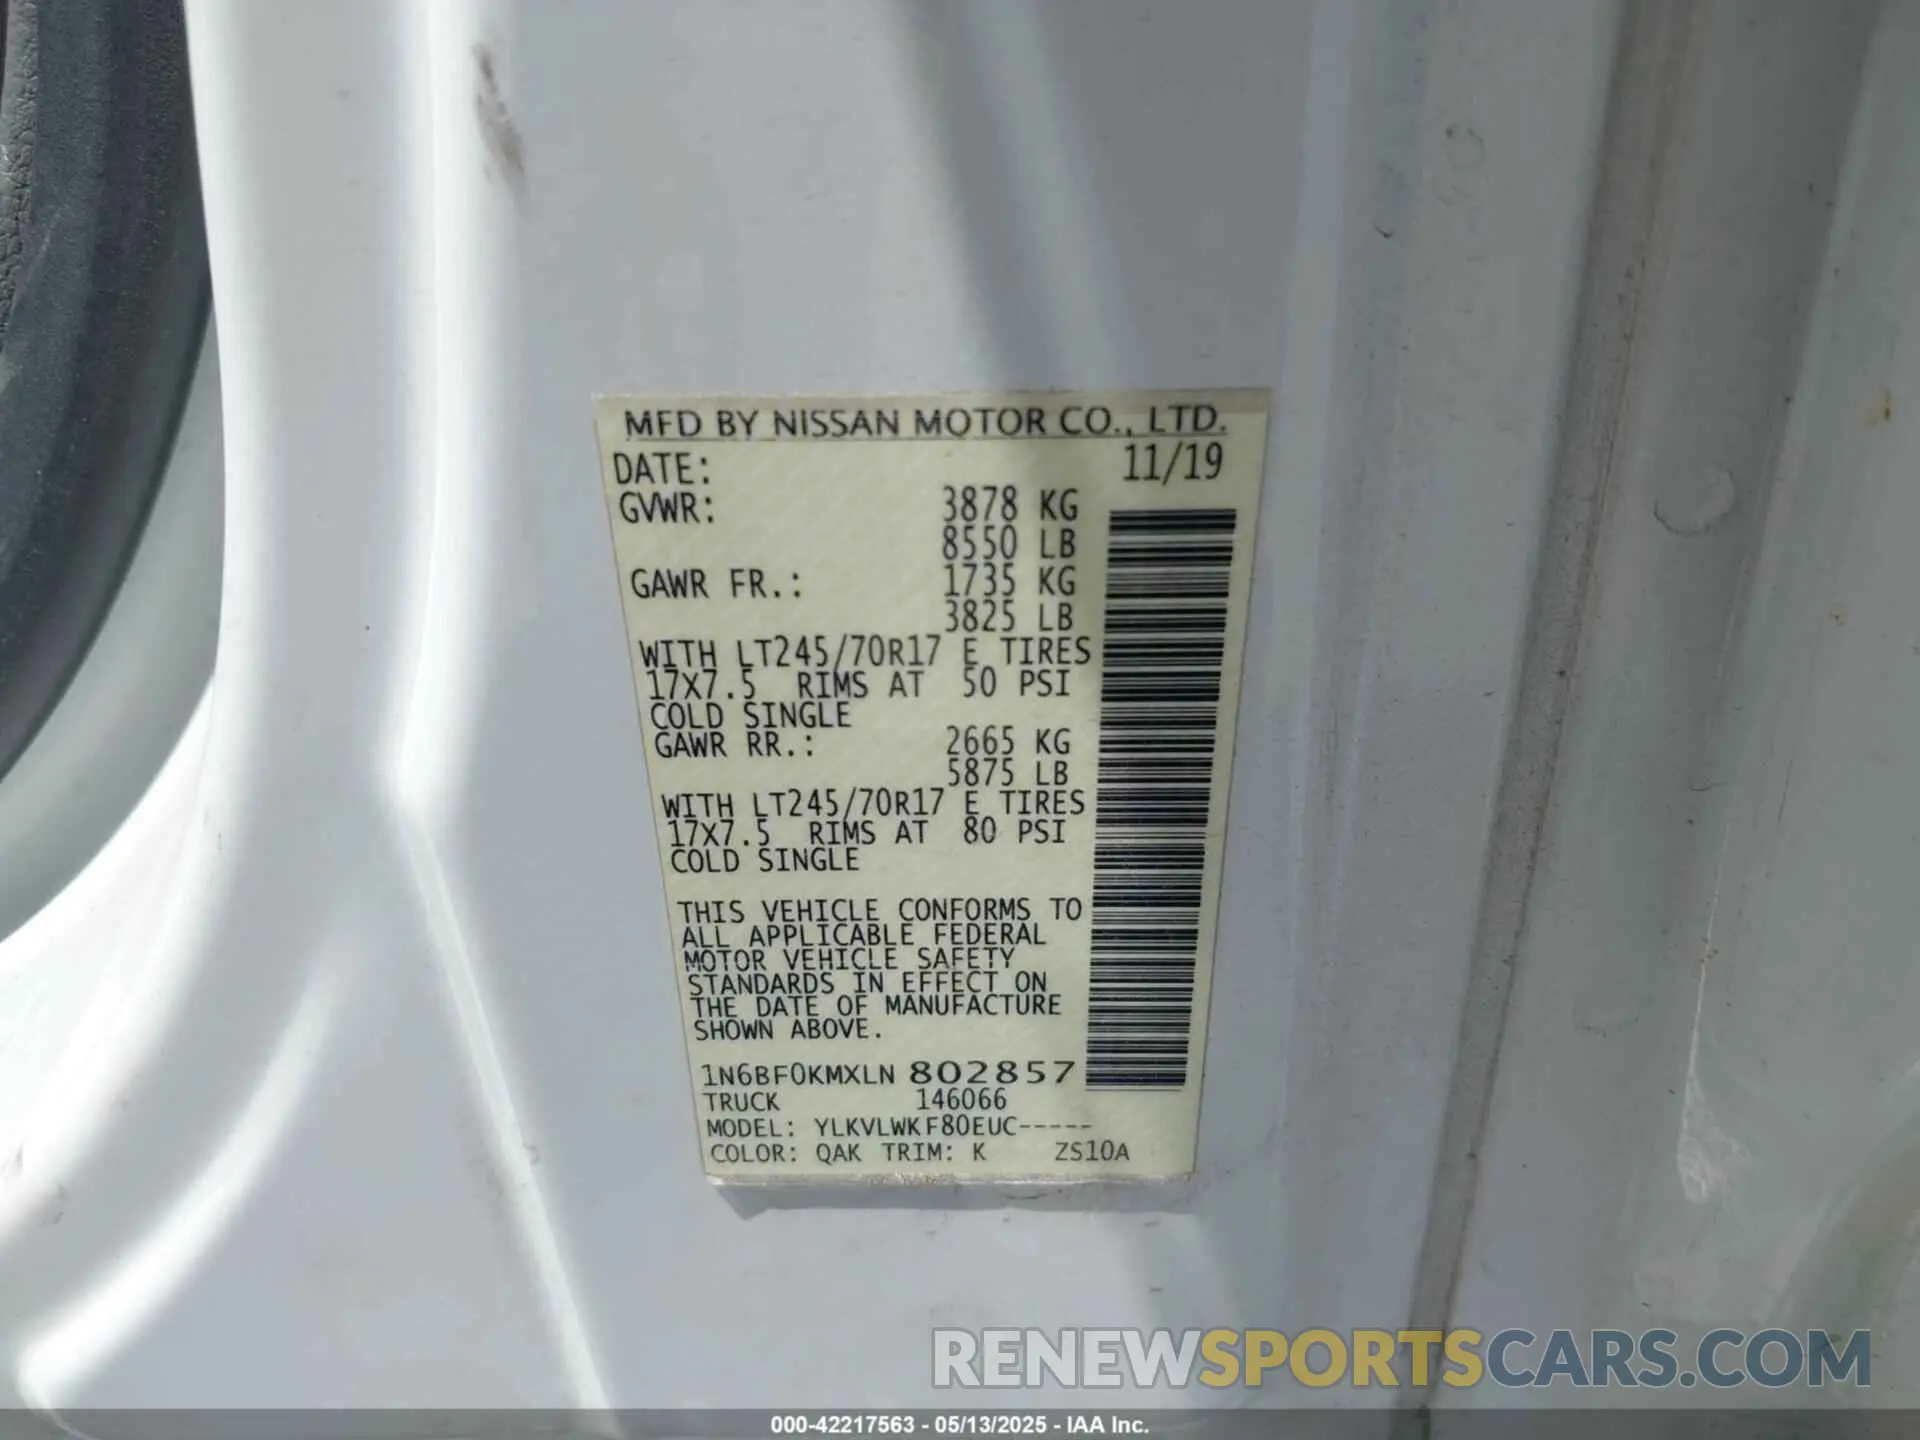 MFD BY NISSAN MOTOR CO., LTD.
DATE: 11/19
GVWR: 3878 KG
8550 LB
GAWR FR.: 1735 KG
3825 LB
WITH LT245/70R17 E TIRES
17X7.5 RIMS AT 50 PSI
COLD SINGLE
GAWR RR.: 2665 KG
5875 LB
WITH LT245/70R17 E TIRES
17X7.5 RIMS AT 80 PSI
COLD SINGLE
THIS VEHICLE CONFORMS TO
ALL APPLICABLE FEDERAL
MOTOR VEHICLE SAFETY
STANDARDS IN EFFECT ON
THE DATE OF MANUFACTURE
SHOWN ABOVE.
1N6BF0KMXLN 802857
TRUCK 146066
MODEL: YLKVLWKF80EUC-----
COLOR: QAK TRIM: K ZS10A
RENEWSPORTSCARS.COM
000-42217563 - 05/13/2025 - IAA Inc.